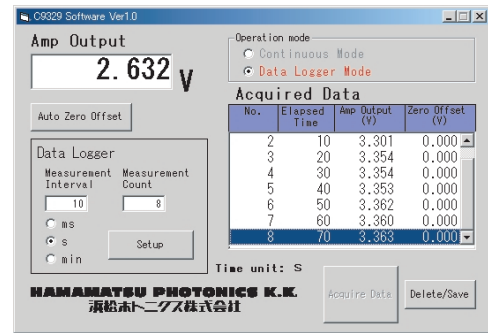 C9329 Software Ver1.0
Amp Output
2.632 V
Auto Zero Offset
Operation mode
Continuous Mode
Data Logger Mode
Acquired Data
No. Elapsed Time Amp Output (V) Zero Offset (V)
2 10 3.301 0.000
3 20 3.354 0.000
4 30 3.354 0.000
5 40 3.353 0.000
6 50 3.362 0.000
7 60 3.360 0.000
8 70 3.363 0.000
Data Logger
Measurement Interval
Measurement Count
10 8
ms
s
min
Setup
Time unit: S
Acquire Data
Delete/Save
HAMAMATSU PHOTONICS K.K.
浜松ホトニクス株式会社